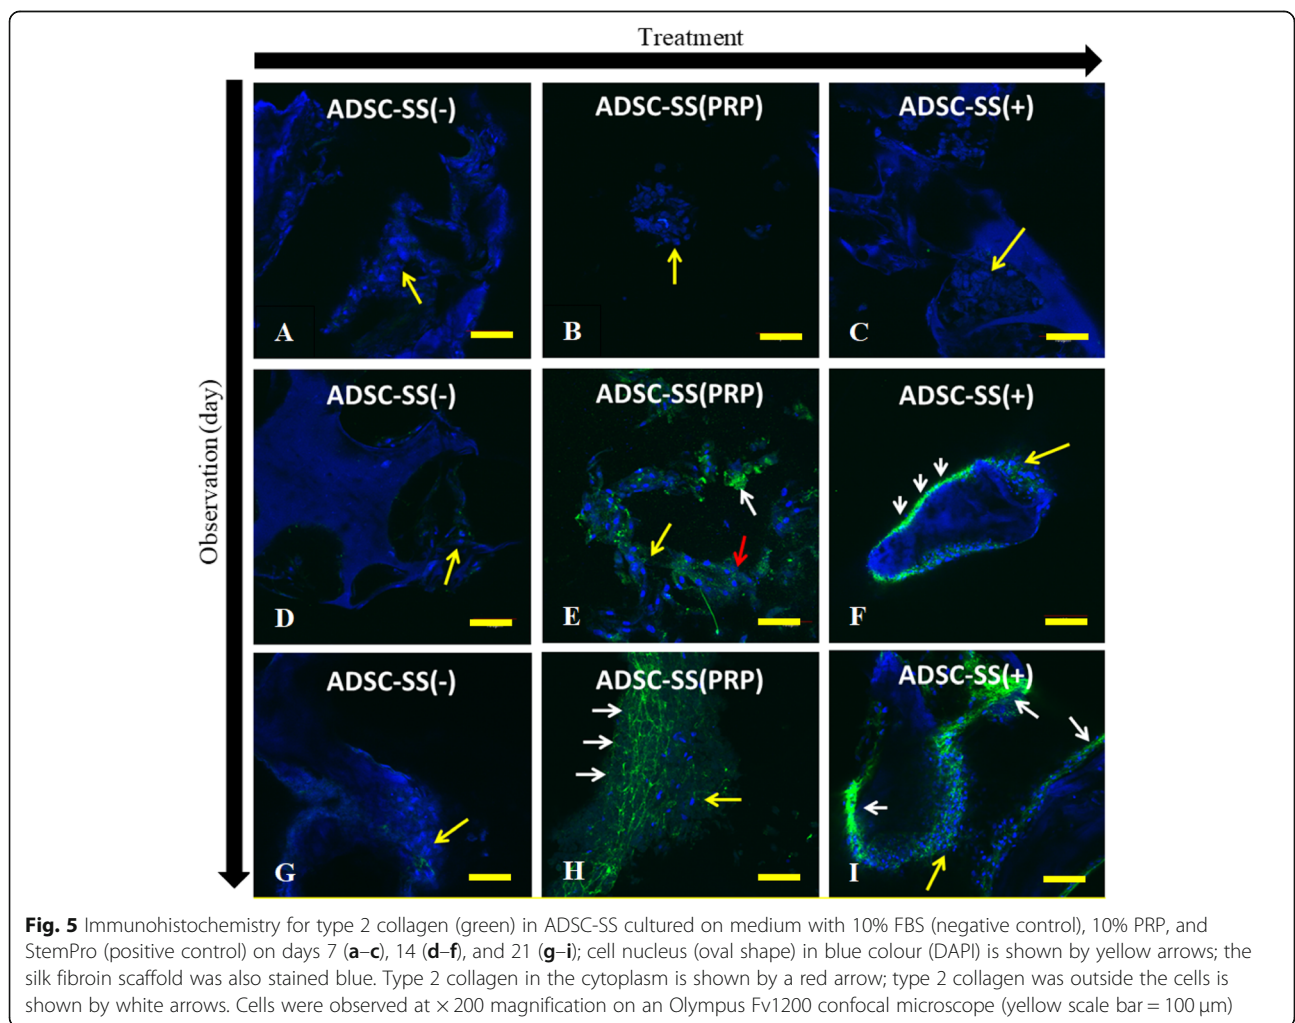 Treatment
Observation (day)
ADSC-SS(-)
ADSC-SS(PRP)
ADSC-SS(+)
A
B
C
ADSC-SS(-)
ADSC-SS(PRP)
ADSC-SS(+)
D
E
F
ADSC-SS(-)
ADSC-SS(PRP)
ADSC-SS(+)
G
H
I
Fig. 5 Immunohistochemistry for type 2 collagen (green) in ADSC-SS cultured on medium with 10% FBS (negative control), 10% PRP, and
StemPro (positive control) on days 7 (a–c), 14 (d–f), and 21 (g–i); cell nucleus (oval shape) in blue colour (DAPI) is shown by yellow arrows; the
silk fibroin scaffold was also stained blue. Type 2 collagen in the cytoplasm is shown by a red arrow; type 2 collagen was outside the cells is
shown by white arrows. Cells were observed at × 200 magnification on an Olympus Fv1200 confocal microscope (yellow scale bar = 100 μm)